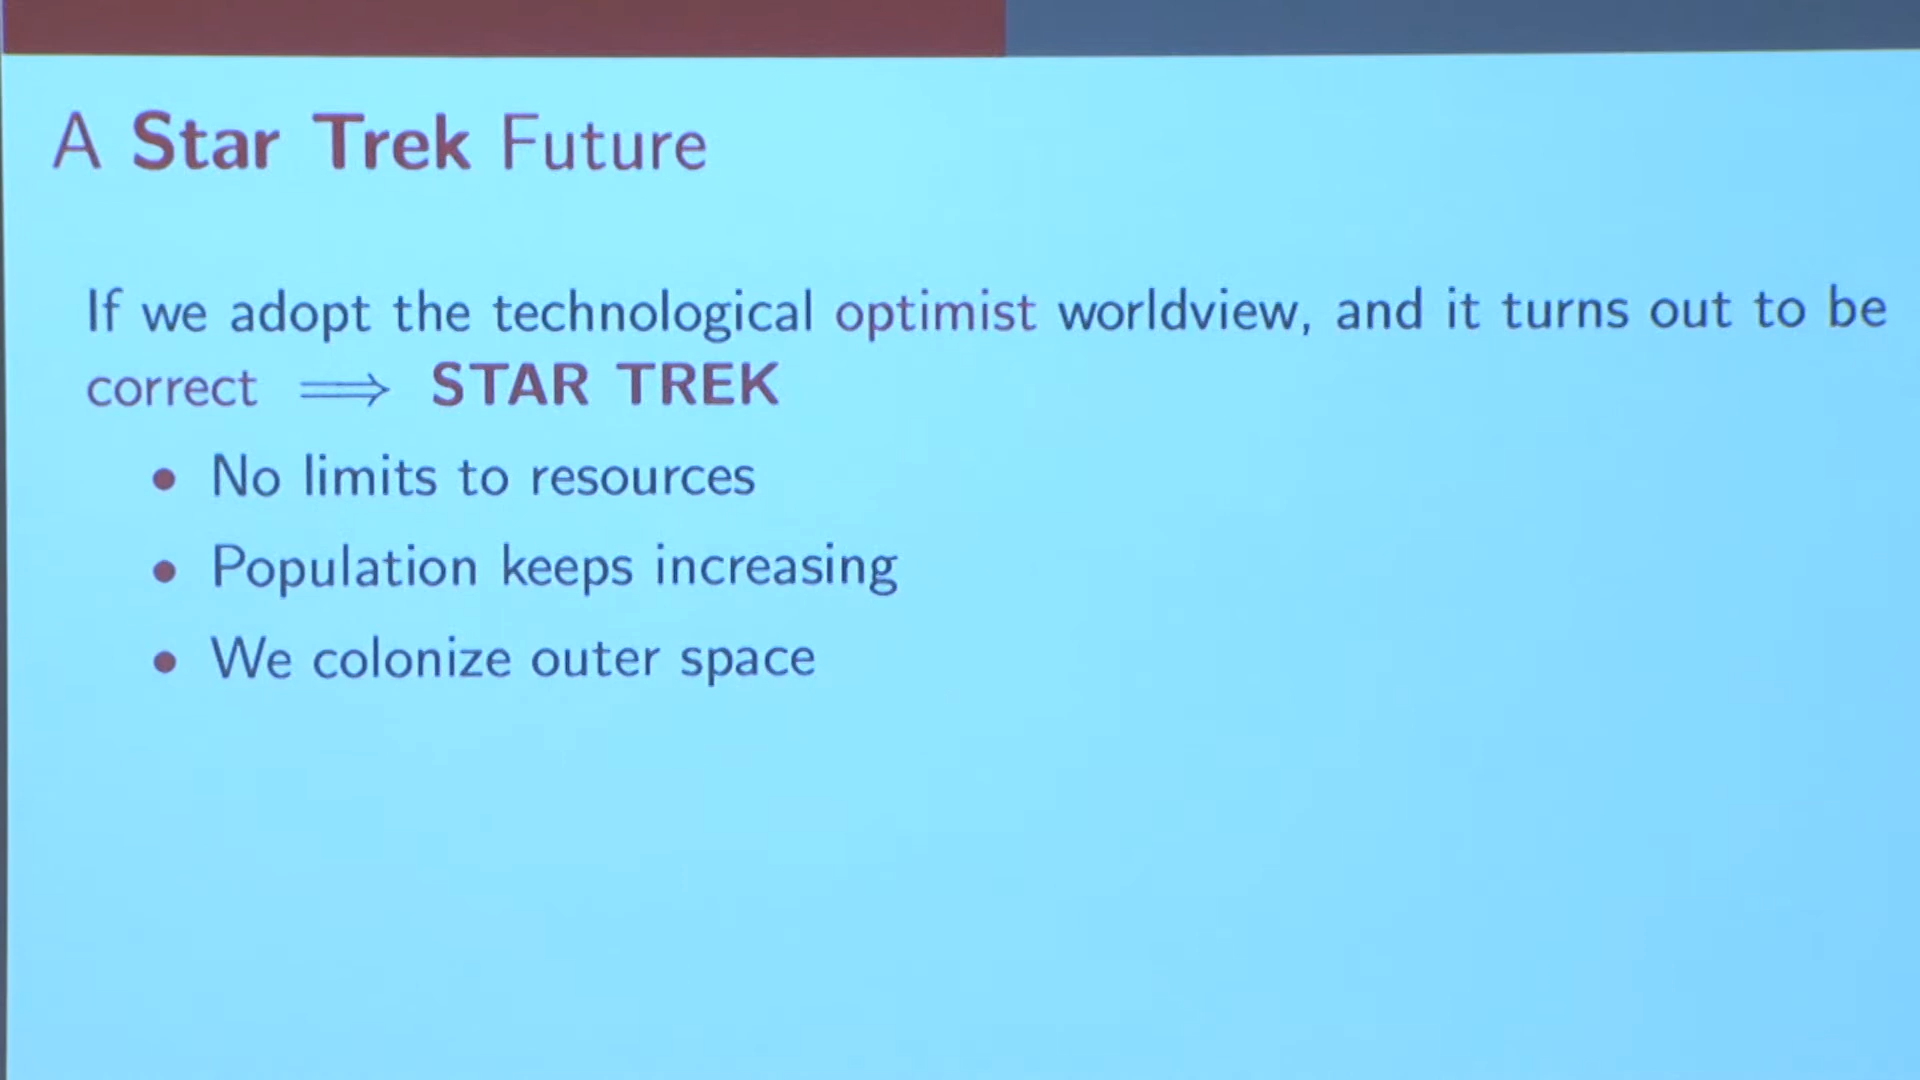 A Star Trek Future
If we adopt the technological optimist worldview, and it turns out to be
correct ⟹ STAR TREK
• No limits to resources
• Population keeps increasing
• We colonize outer space